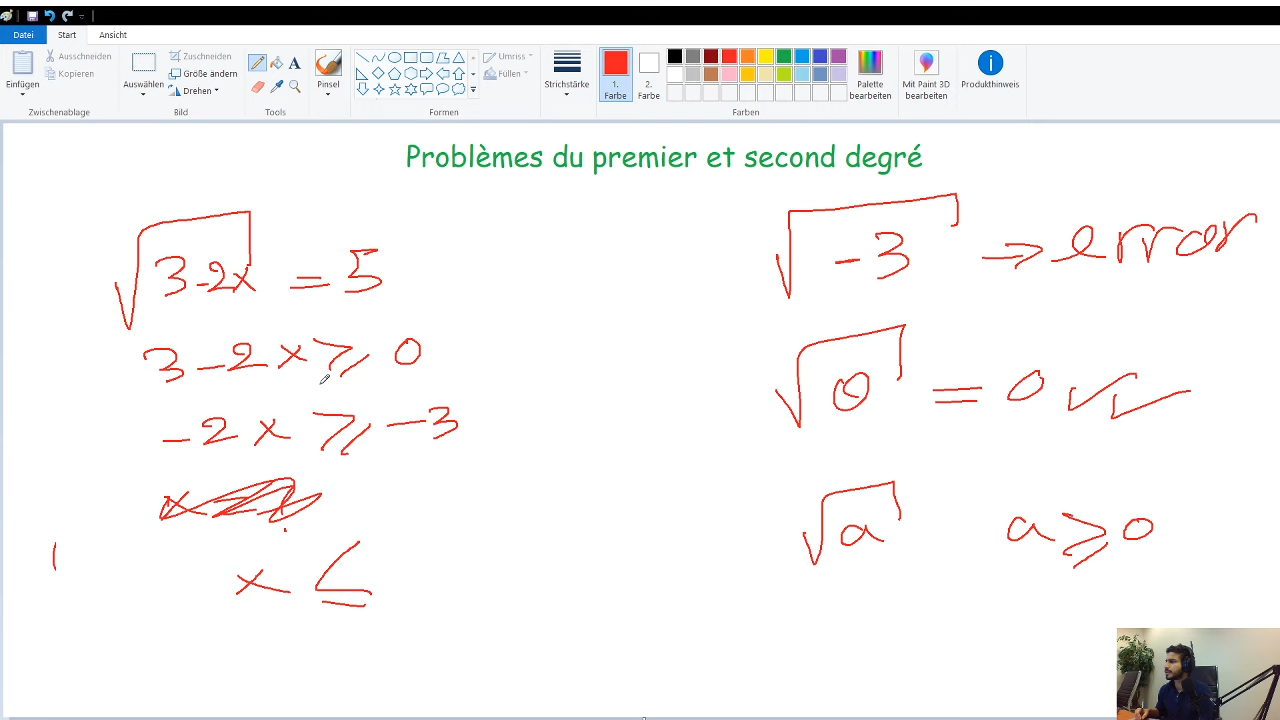 Datei Start Ansicht
Einfügen
Ausschneiden
Auswählen
Zuschneiden
Größe ändern
Drehen
Pinsel
Umriss
Füllen
Strichstärke
1. Farbe
2. Farbe
Palette bearbeiten
Mit Paint 3D bearbeiten
Produkthinweis
Zwischenablage Bild Tools Formen Farben
Problèmes du premier et second degré
√3-2x = 5
3-2x ≥ 0
-2x ≥ -3
x ≤
√-3 → error
√0 = 0 ✓✓
√a a ≥ 0